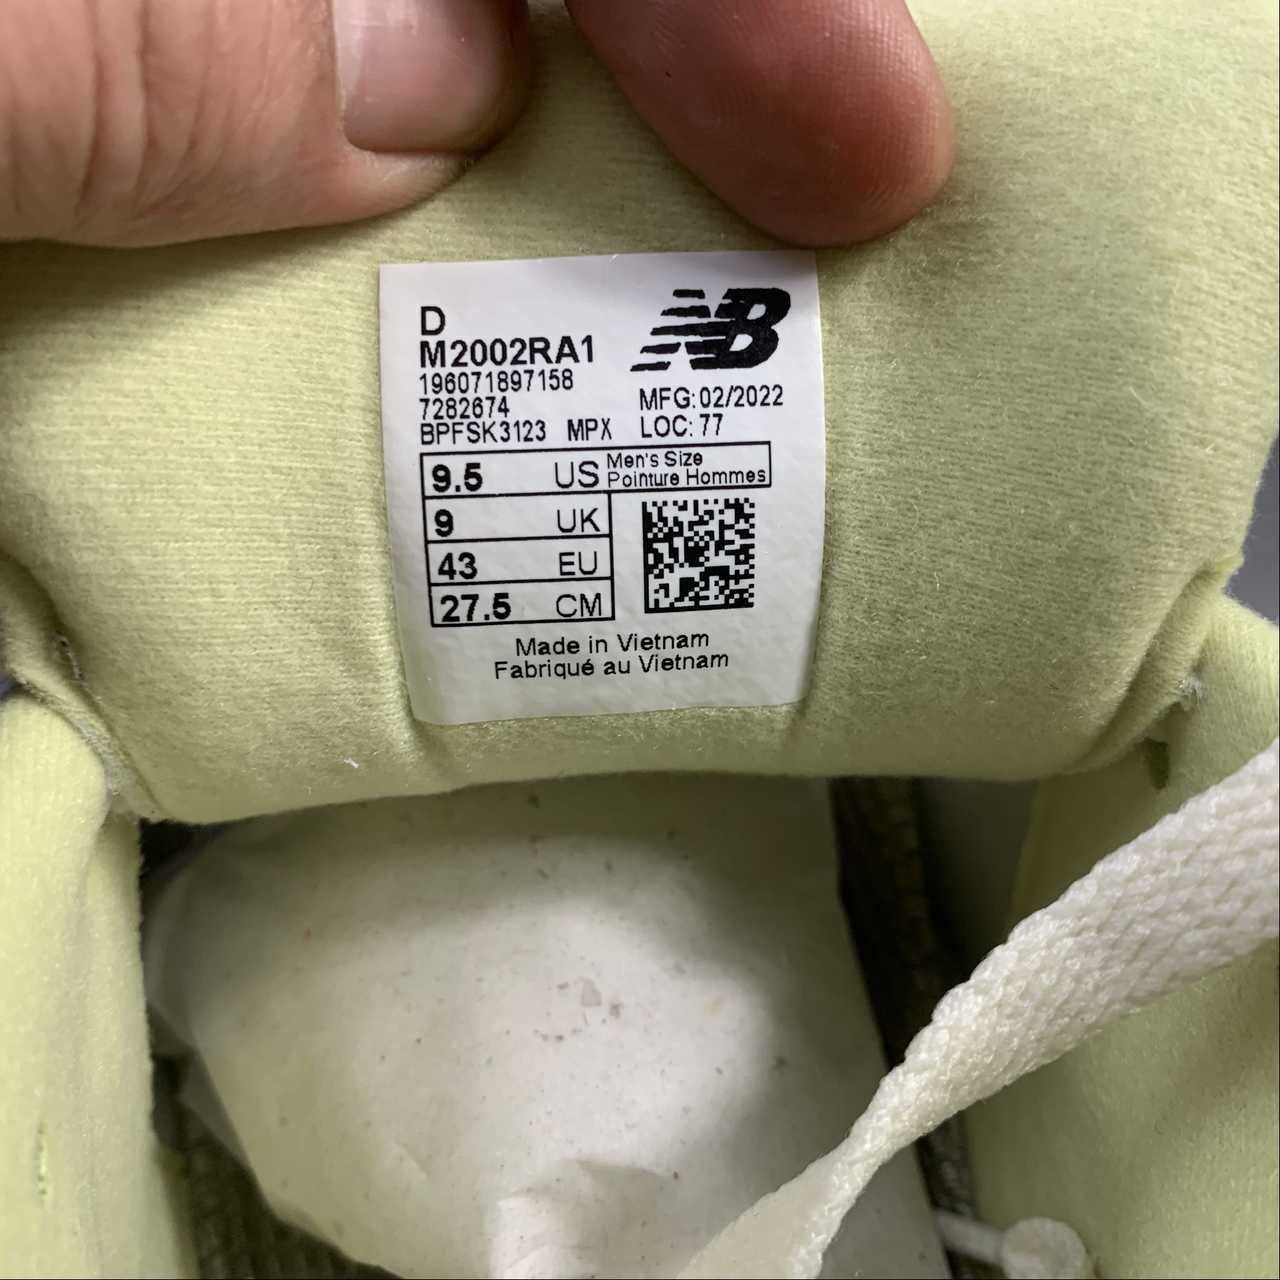 D
NB
M2002RA1
196071897158
7282674
MFG:02/2022
BPFSK3123 MPX LOC:77
9.5 US Men's Size
Pointure Hommes
9 UK
43 EU
27.5 CM
Made in Vietnam
Fabriqué au Vietnam